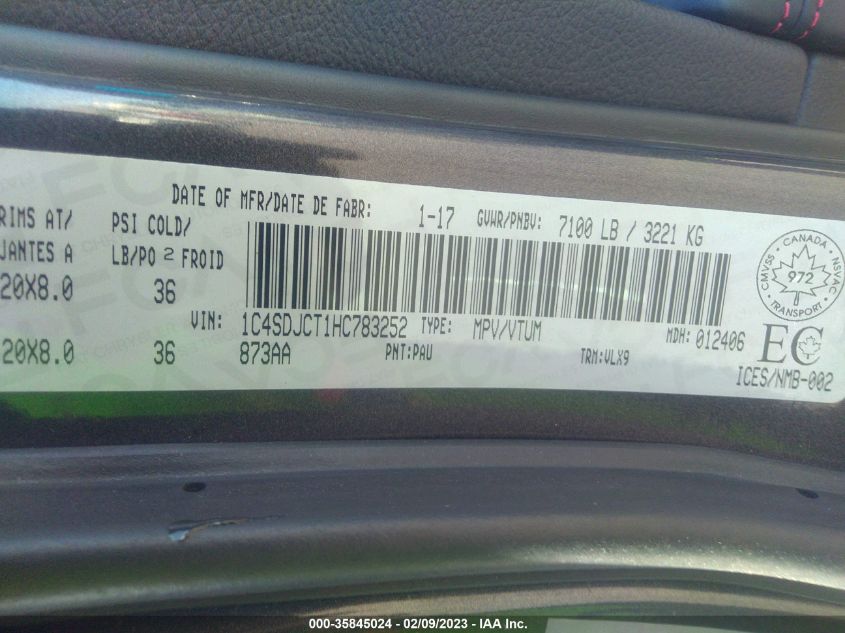 DATE OF MFR/DATE DE FABR: 1-17 GVWR/PNBV: 7100 LB / 3221 KG
RIMS AT/ PSI COLD/
JANTES A LB/PO 2 FROID
20X8.0 36
VIN: 1C4SDJCT1HC783252 TYPE: MPV/VTUM MDH: 012406
20X8.0 36 873AA PNT:PAU TRM:VLX9
CMVSS • CANADA • NSVAC
972
TRANSPORT
EC
ICES/NMB-002
000-35845024 - 02/09/2023 - IAA Inc.